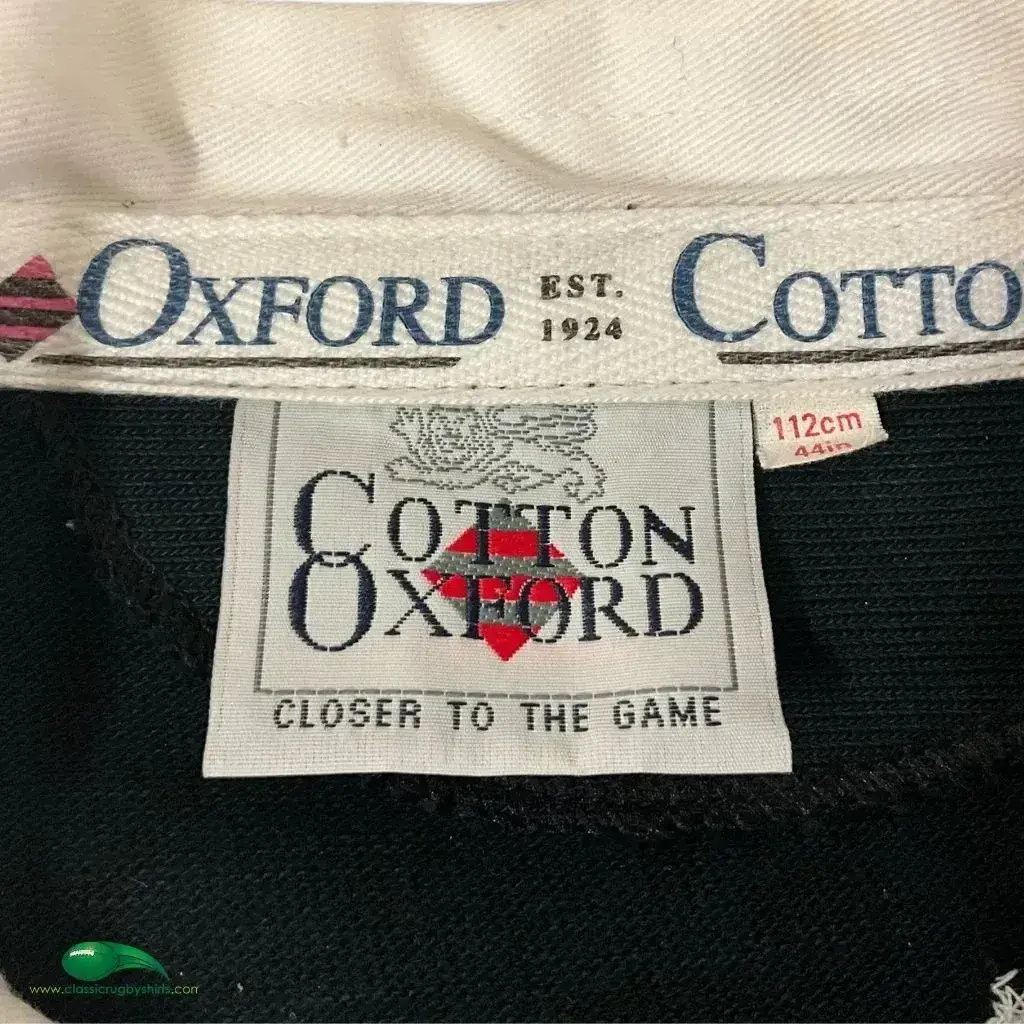 OXFORD EST. 1924 COTTO
112cm
44in
COTTON
OXFORD
CLOSER TO THE GAME
www.classicrugbyshirts.com